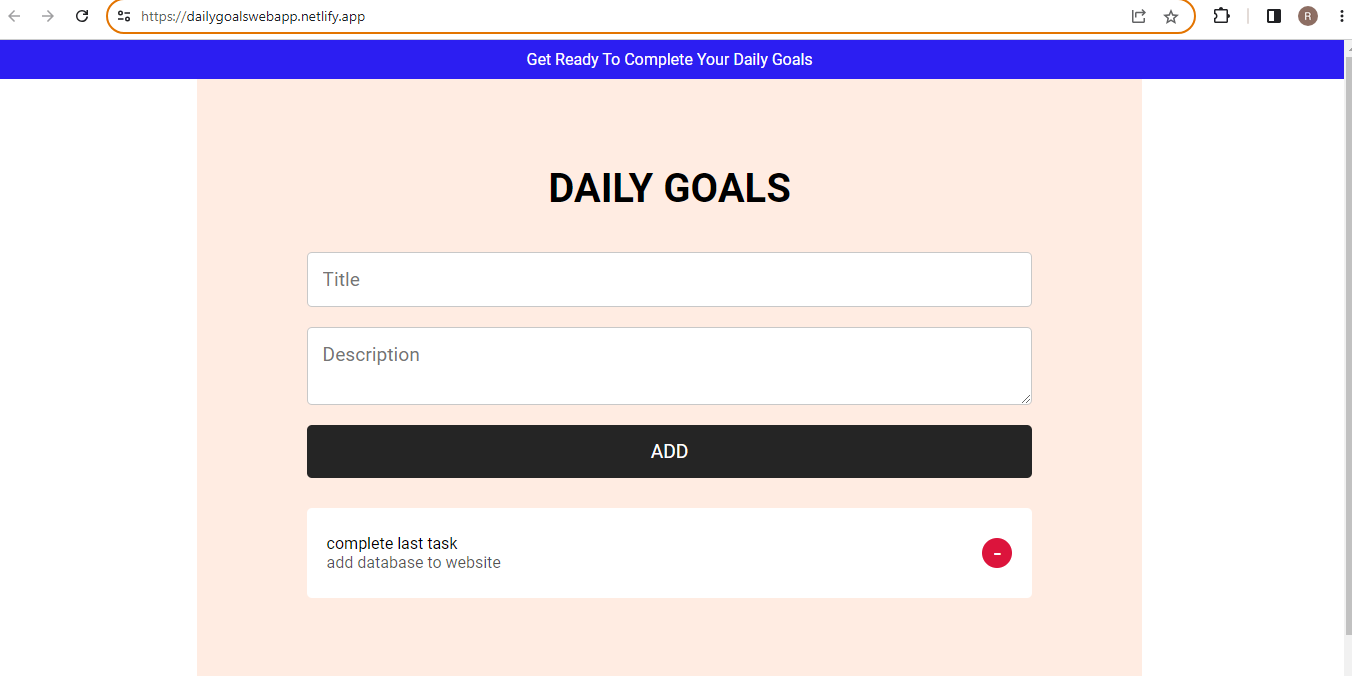 https://dailygoalswebapp.netlify.app
R
Get Ready To Complete Your Daily Goals
DAILY GOALS
Title
Description
ADD
complete last task
add database to website
-